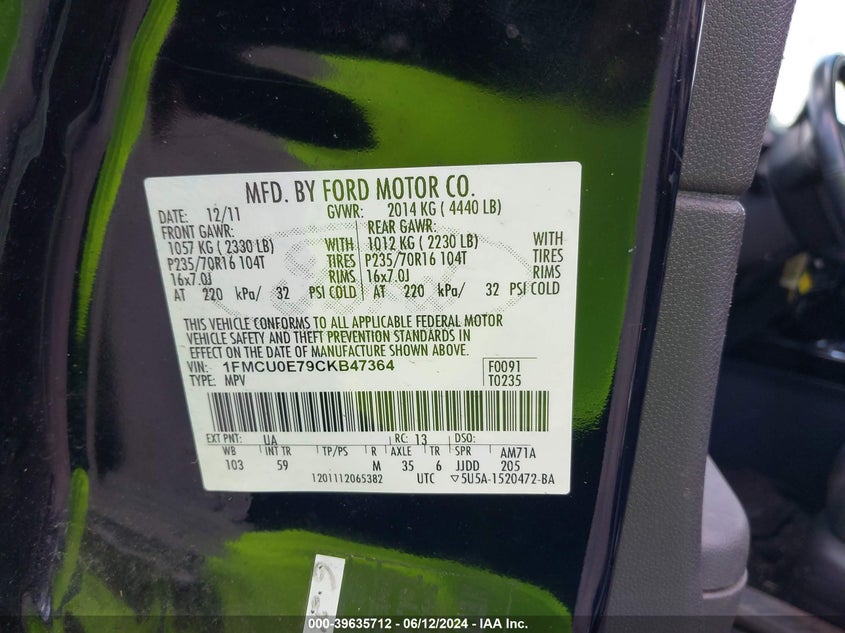 MFD. BY FORD MOTOR CO.
DATE: 12/11 GVWR: 2014 KG ( 4440 LB)
FRONT GAWR: REAR GAWR:
1057 KG ( 2330 LB) WITH 1012 KG ( 2230 LB) WITH
P235/70R16 104T TIRES P235/70R16 104T TIRES
16x7.0J RIMS 16x7.0J RIMS
AT 220 kPa/ 32 PSI COLD AT 220 kPa/ 32 PSI COLD
THIS VEHICLE CONFORMS TO ALL APPLICABLE FEDERAL MOTOR
VEHICLE SAFETY AND THEFT PREVENTION STANDARDS IN
EFFECT ON THE DATE OF MANUFACTURE SHOWN ABOVE.
VIN: 1FMCU0E79CKB47364 F0091
TYPE: MPV T0235
EXT PNT: UA RC: 13 DSO:
WB INT TR TP/PS R AXLE TR SPR AM71A
103 59 M 35 6 JJDD 205
1201112065382 UTC ▽5U5A-1520472-BA
000-39635712 - 06/12/2024 - IAA Inc.